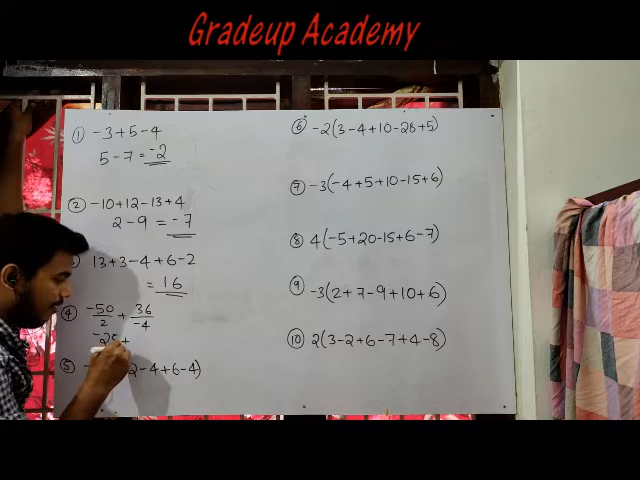 Gradeup Academy
① -3+5-4
5-7 = -2
② -10+12-13+4
2-9 = -7
13+3-4+6-2
= 16
④ -50/2 + 36/-4
-25+
⑤ 2-4+6-4)
⑥ -2(3-4+10-28+5)
⑦ -3(-4+5+10-15+6)
⑧ 4(-5+20-15+6-7)
⑨ -3(2+7-9+10+6)
⑩ 2(3-2+6-7+4-8)